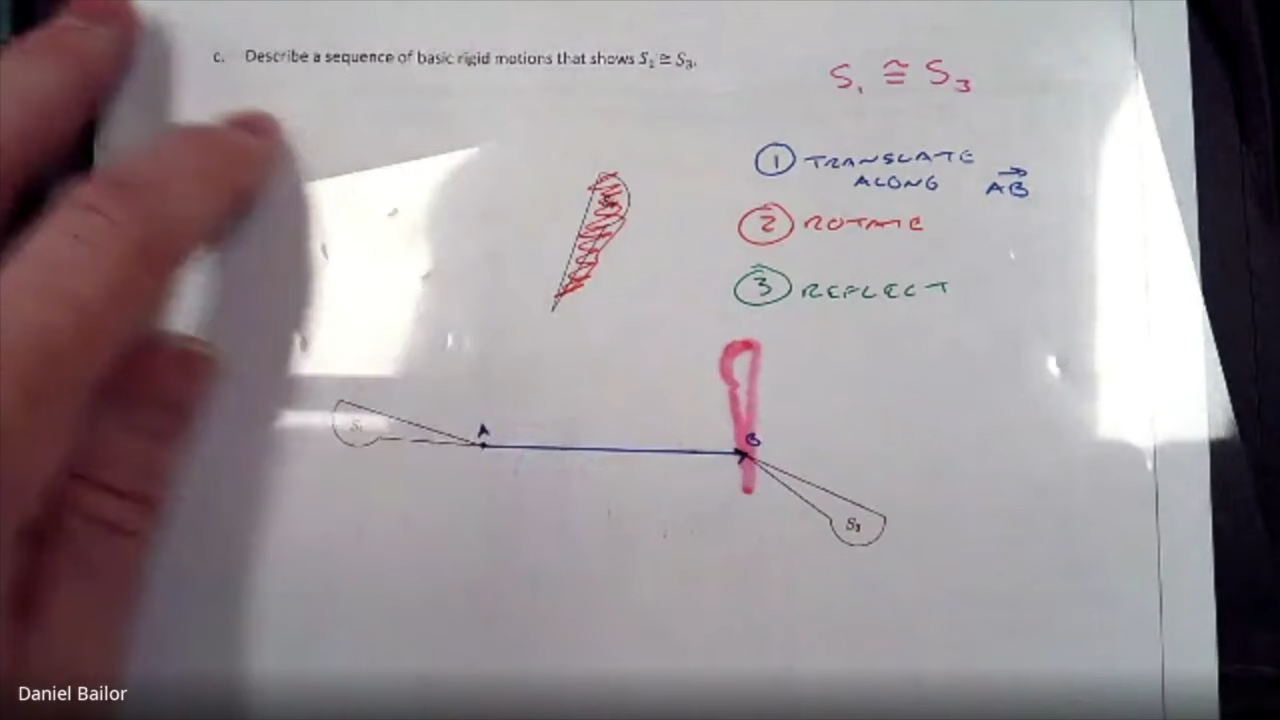 c. Describe a sequence of basic rigid motions that shows S₁ ≅ S₃.
S₁ ≅ S₃
① TRANSLATE
ALONG AB
② ROTATE
③ REFLECT
S₁
A
B
S₃
Daniel Bailor